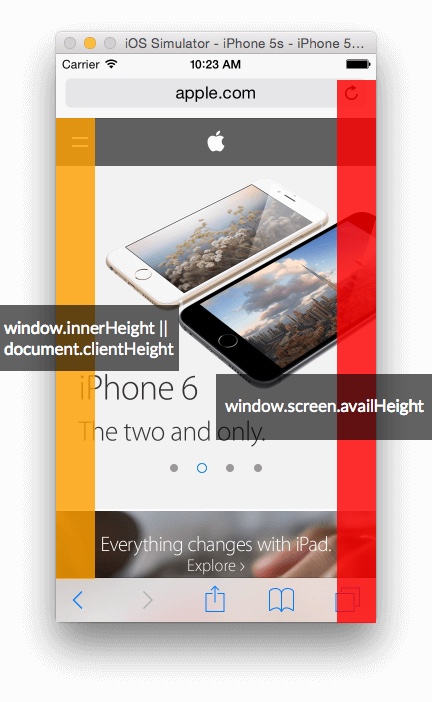 iOS Simulator - iPhone 5s - iPhone 5...
Carrier 10:23 AM
apple.com
window.innerHeight ||
document.clientHeight
iPhone 6
window.screen.availHeight
The two and only.
Everything changes with iPad.
Explore >